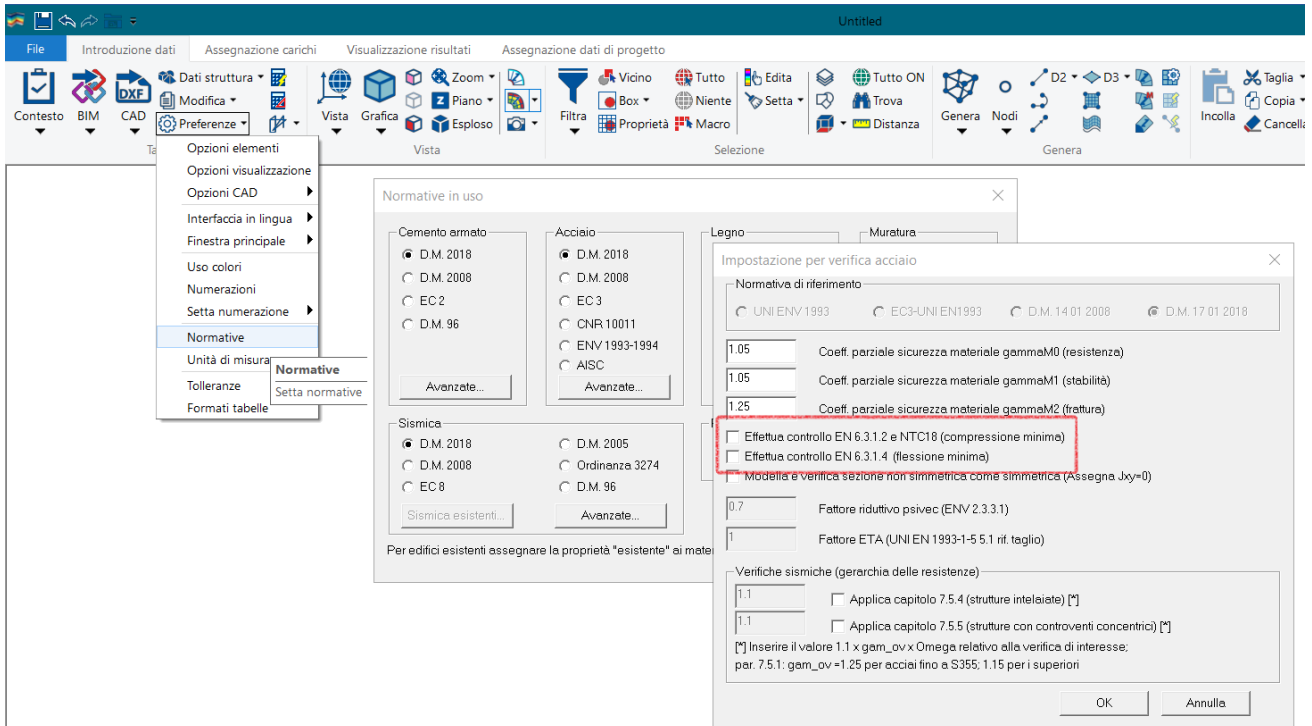 Untitled
File Introduzione dati Assegnazione carichi Visualizzazione risultati Assegnazione dati di progetto
Contesto
BIM
DXF
CAD
Dati struttura
Modifica
Preferenze
Vista
Grafica
Zoom
Z Piano
Esploso
Vista
Filtra
Vicino
Box
Proprietà
Tutto
Niente
Macro
Edita
Setta
Tutto ON
Trova
Distanza
Selezione
Genera
Nodi
D2
D3
Genera
Incolla
Taglia
Copia
Opzioni elementi
Opzioni visualizzazione
Opzioni CAD
Interfaccia in lingua
Finestra principale
Uso colori
Numerazioni
Setta numerazione
Normative
Unità di misura
Tolleranze
Formati tabelle
Normative
Setta normative
Normative in uso
Cemento armato
D.M. 2018
D.M. 2008
EC 2
D.M. 96
Avanzate...
Acciaio
D.M. 2018
D.M. 2008
EC 3
CNR 10011
ENV 1993-1994
AISC
Avanzate...
Legno
Muratura
Sismica
D.M. 2018
D.M. 2008
EC 8
Sismica esistenti...
D.M. 2005
Ordinanza 3274
D.M. 96
Avanzate...
Per edifici esistenti assegnare la proprietà "esistente" ai mate
Impostazione per verifica acciaio
Normativa di riferimento
UNI ENV 1993 EC3-UNI EN1993 D.M. 14 01 2008 D.M. 17 01 2018
1.05 Coeff. parziale sicurezza materiale gammaM0 (resistenza)
1.05 Coeff. parziale sicurezza materiale gammaM1 (stabilità)
1.25 Coeff. parziale sicurezza materiale gammaM2 (frattura)
Effettua controllo EN 6.3.1.2 e NTC18 (compressione minima)
Effettua controllo EN 6.3.1.4 (flessione minima)
Modella e verifica sezione non simmetrica come simmetrica (Assegna Jxy=0)
0.7 Fattore riduttivo psivec (ENV 2.3.3.1)
1 Fattore ETA (UNI EN 1993-1-5 5.1 rif. taglio)
Verifiche sismiche (gerarchia delle resistenze)
1.1 Applica capitolo 7.5.4 (strutture intelaiate) [*]
1.1 Applica capitolo 7.5.5 (strutture con controventi concentrici) [*]
[*] Inserire il valore 1.1 x gam_ov x Omega relativo alla verifica di interesse;
par. 7.5.1: gam_ov =1.25 per acciai fino a S355; 1.15 per i superiori
OK Annulla